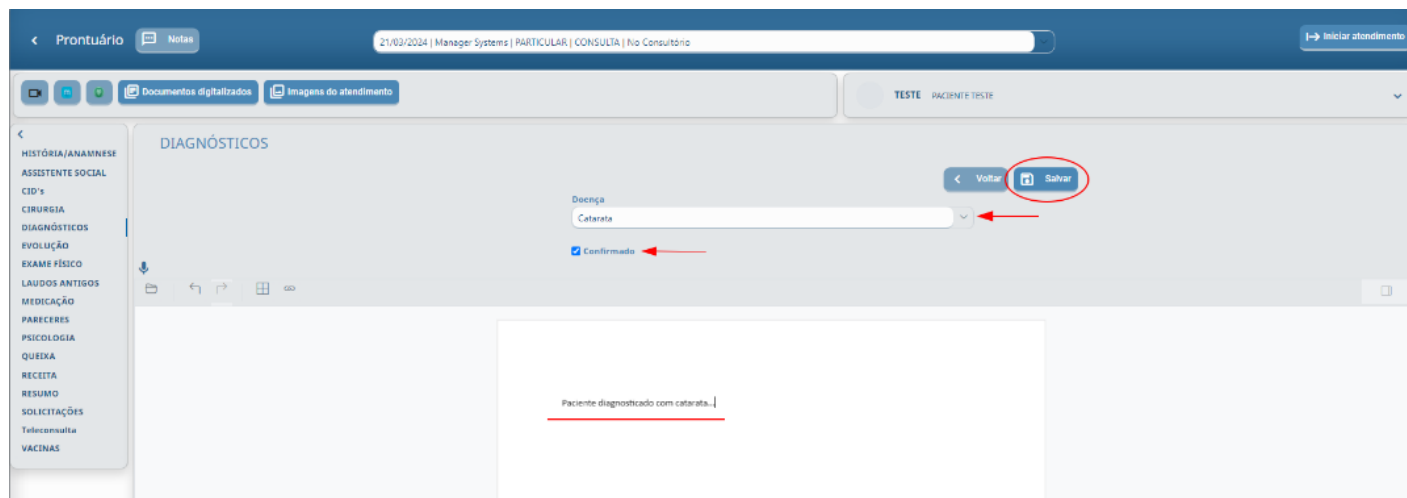 Prontuário
Notas
21/03/2024 | Manager Systems | PARTICULAR | CONSULTA | No Consultório
Iniciar atendimento
Documentos digitalizados
Imagens do atendimento
TESTE PACIENTE TESTE
HISTÓRIA/ANAMNESE
ASSISTENTE SOCIAL
CID's
CIRURGIA
DIAGNÓSTICOS
EVOLUÇÃO
EXAME FÍSICO
LAUDOS ANTIGOS
MEDICAÇÃO
PARECERES
PSICOLOGIA
QUEIXA
RECEITA
RESUMO
SOLICITAÇÕES
Teleconsulta
VACINAS
DIAGNÓSTICOS
Voltar
Salvar
Doença
Catarata
Confirmado
Paciente diagnosticado com catarata...